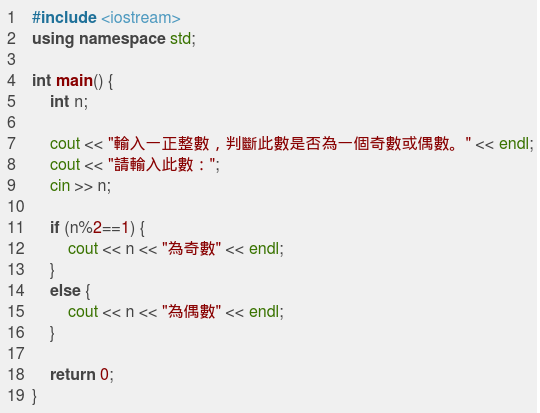 1 #include <iostream>
2 using namespace std;
3
4 int main() {
5     int n;
6
7     cout << "輸入一正整數，判斷此數是否為一個奇數或偶數。" << endl;
8     cout << "請輸入此數：";
9     cin >> n;
10
11     if (n%2==1) {
12         cout << n << "為奇數" << endl;
13     }
14     else {
15         cout << n << "為偶數" << endl;
16     }
17
18     return 0;
19 }